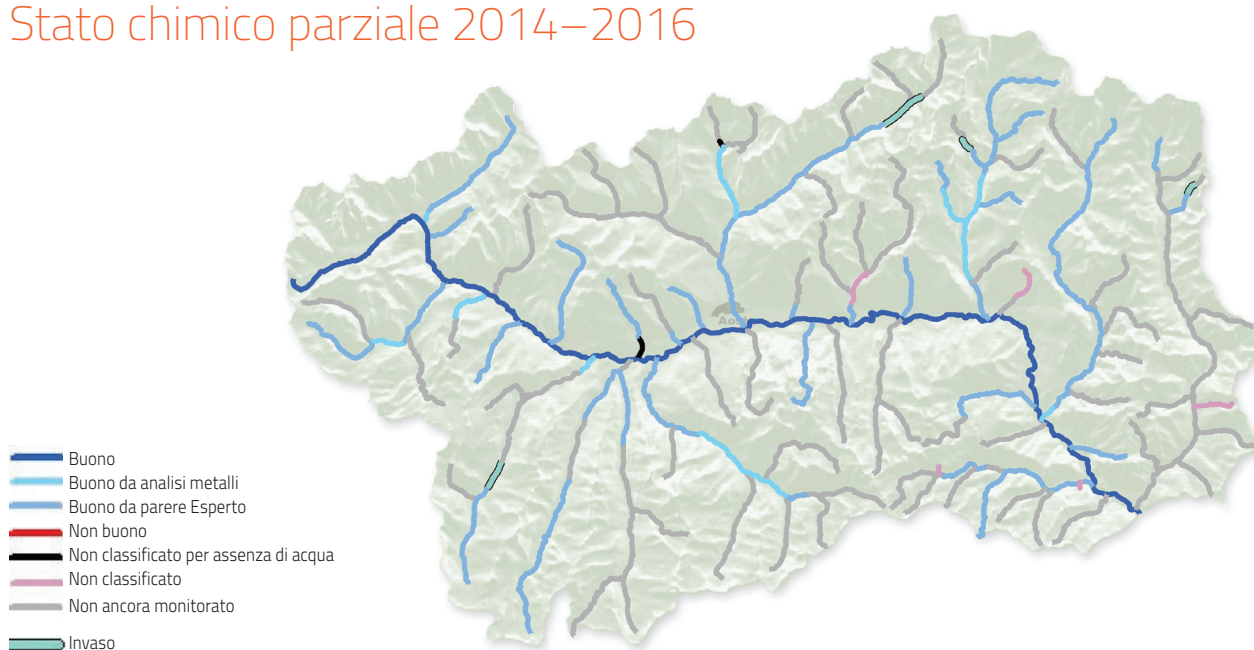 Stato chimico parziale 2014–2016
Aosta
Buono
Buono da analisi metalli
Buono da parere Esperto
Non buono
Non classificato per assenza di acqua
Non classificato
Non ancora monitorato
Invaso